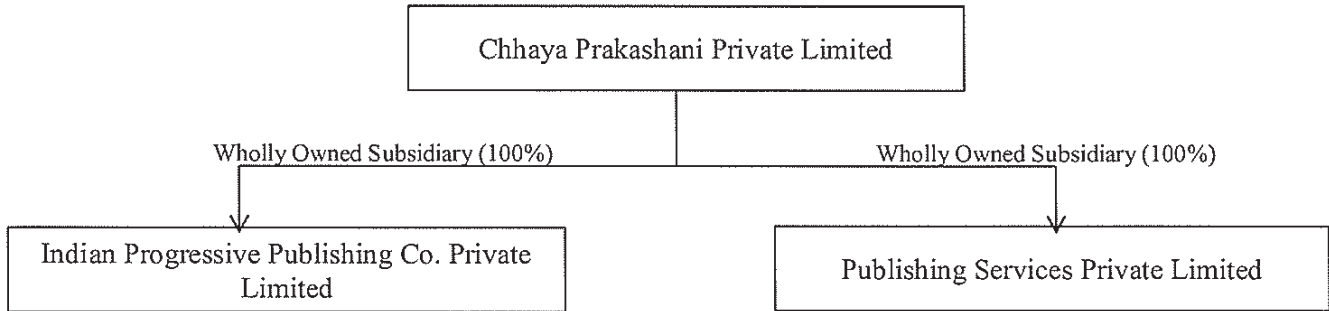 Chhaya Prakashani Private Limited
Wholly Owned Subsidiary (100%)
Wholly Owned Subsidiary (100%)
Indian Progressive Publishing Co. Private
Limited
Publishing Services Private Limited